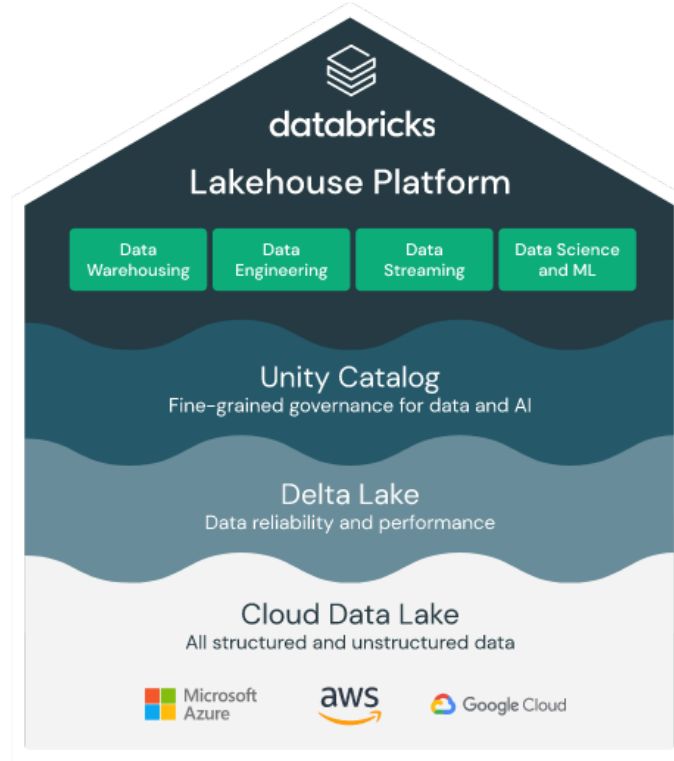 databricks
Lakehouse Platform
Data
Warehousing
Data
Engineering
Data
Streaming
Data Science
and ML
Unity Catalog
Fine-grained governance for data and AI
Delta Lake
Data reliability and performance
Cloud Data Lake
All structured and unstructured data
Microsoft
Azure
aws
Google Cloud